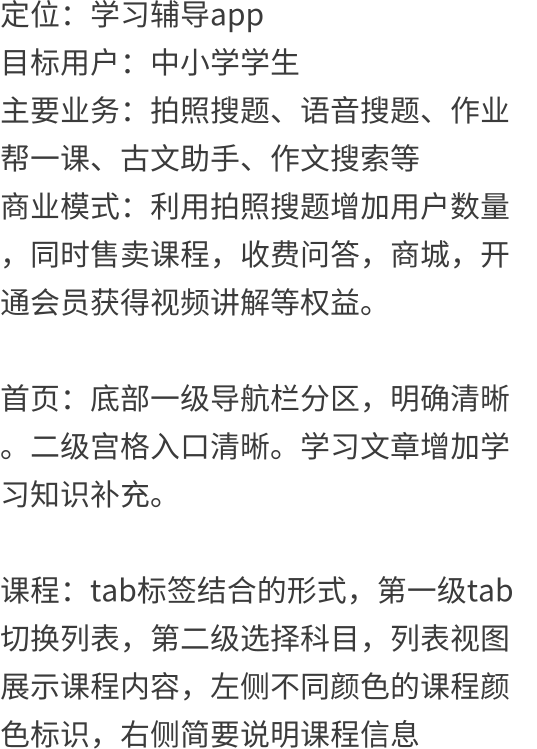 定位：学习辅导app
目标用户：中小学学生
主要业务：拍照搜题、语音搜题、作业
帮一课、古文助手、作文搜索等
商业模式：利用拍照搜题增加用户数量
，同时售卖课程，收费问答，商城，开
通会员获得视频讲解等权益。
首页：底部一级导航栏分区，明确清晰
。二级宫格入口清晰。学习文章增加学
习知识补充。
课程：tab标签结合的形式，第一级tab
切换列表，第二级选择科目，列表视图
展示课程内容，左侧不同颜色的课程颜
色标识，右侧简要说明课程信息